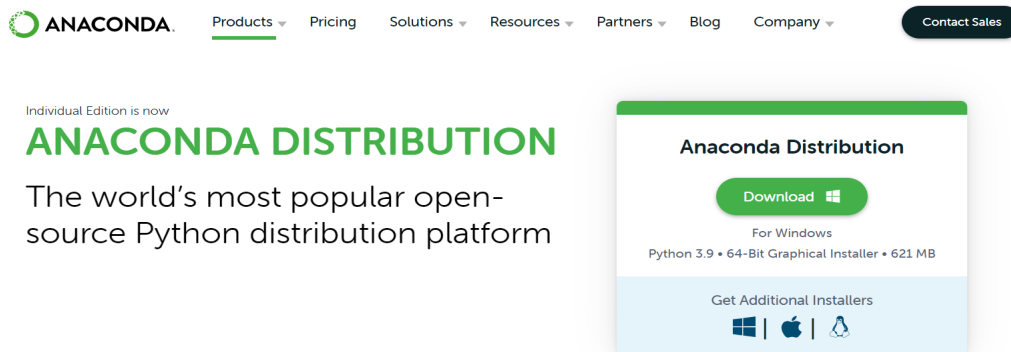 ANACONDA.
Products
Pricing
Solutions
Resources
Partners
Blog
Company
Contact Sales
Individual Edition is now
ANACONDA DISTRIBUTION
The world's most popular open-
source Python distribution platform
Anaconda Distribution
Download
For Windows
Python 3.9 • 64-Bit Graphical Installer • 621 MB
Get Additional Installers